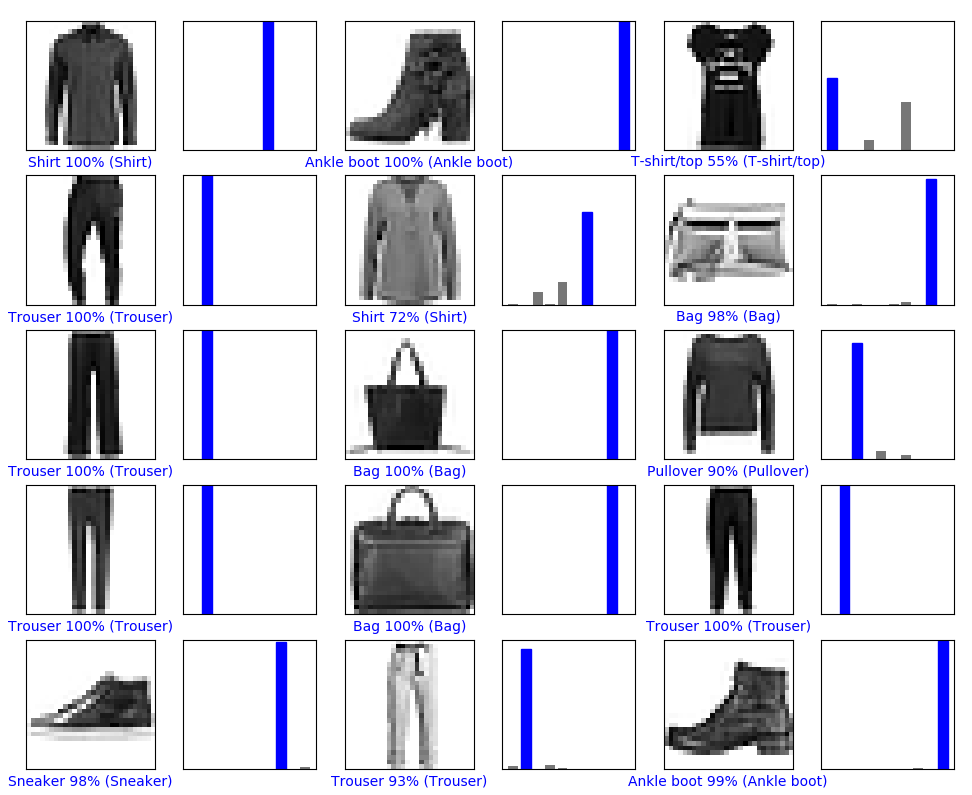 Shirt 100% (Shirt)
Ankle boot 100% (Ankle boot)
T-shirt/top 55% (T-shirt/top)
Trouser 100% (Trouser)
Shirt 72% (Shirt)
Bag 98% (Bag)
Trouser 100% (Trouser)
Bag 100% (Bag)
Pullover 90% (Pullover)
Trouser 100% (Trouser)
Bag 100% (Bag)
Trouser 100% (Trouser)
Sneaker 98% (Sneaker)
Trouser 93% (Trouser)
Ankle boot 99% (Ankle boot)